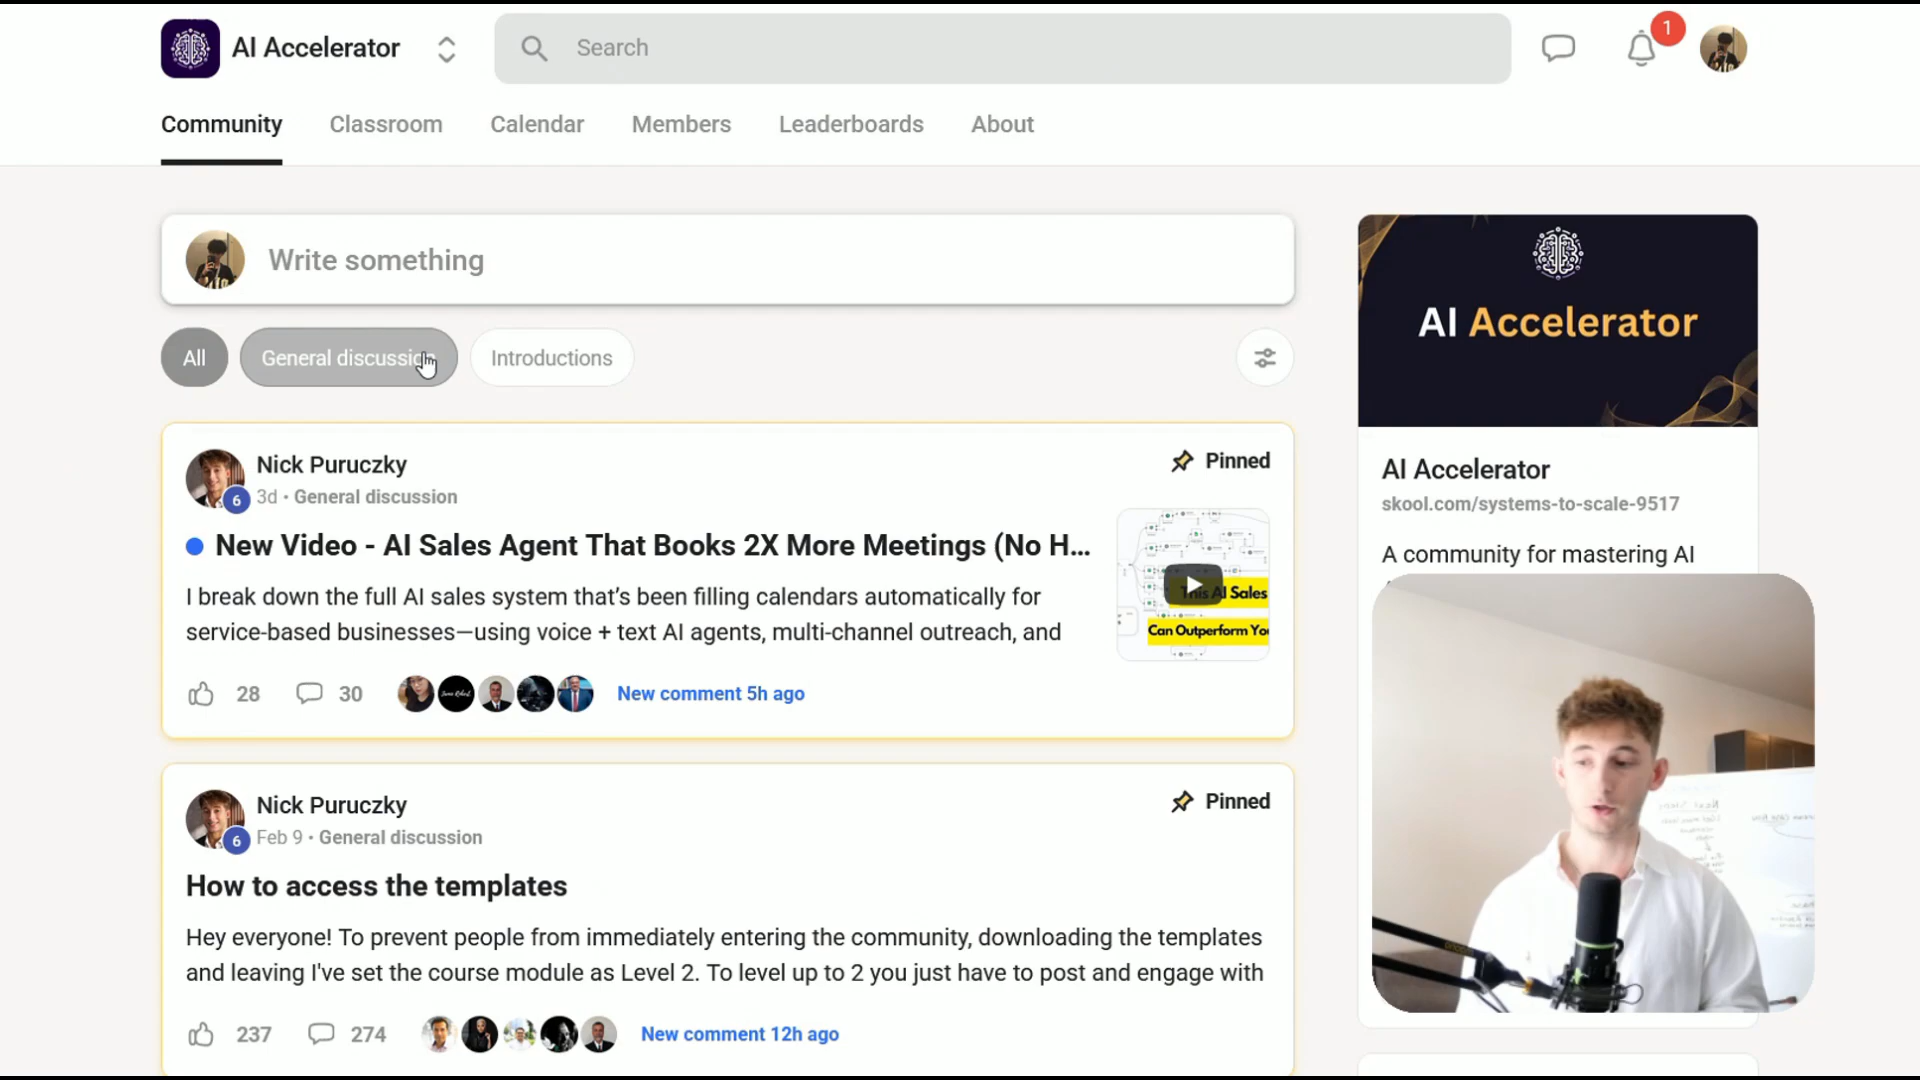 AI Accelerator
Search
1
Community Classroom Calendar Members Leaderboards About
Write something
All
General discussio
Introductions
AI Accelerator
Nick Puruczky
Pinned
6
3d • General discussion
New Video - AI Sales Agent That Books 2X More Meetings (No H...
I break down the full AI sales system that's been filling calendars automatically for
service-based businesses—using voice + text AI agents, multi-channel outreach, and
This AI Sales
Can Outperform You
28
30
New comment 5h ago
AI Accelerator
skool.com/systems-to-scale-9517
A community for mastering AI
Nick Puruczky
Pinned
6
Feb 9 • General discussion
How to access the templates
Hey everyone! To prevent people from immediately entering the community, downloading the templates
and leaving I've set the course module as Level 2. To level up to 2 you just have to post and engage with
237
274
New comment 12h ago